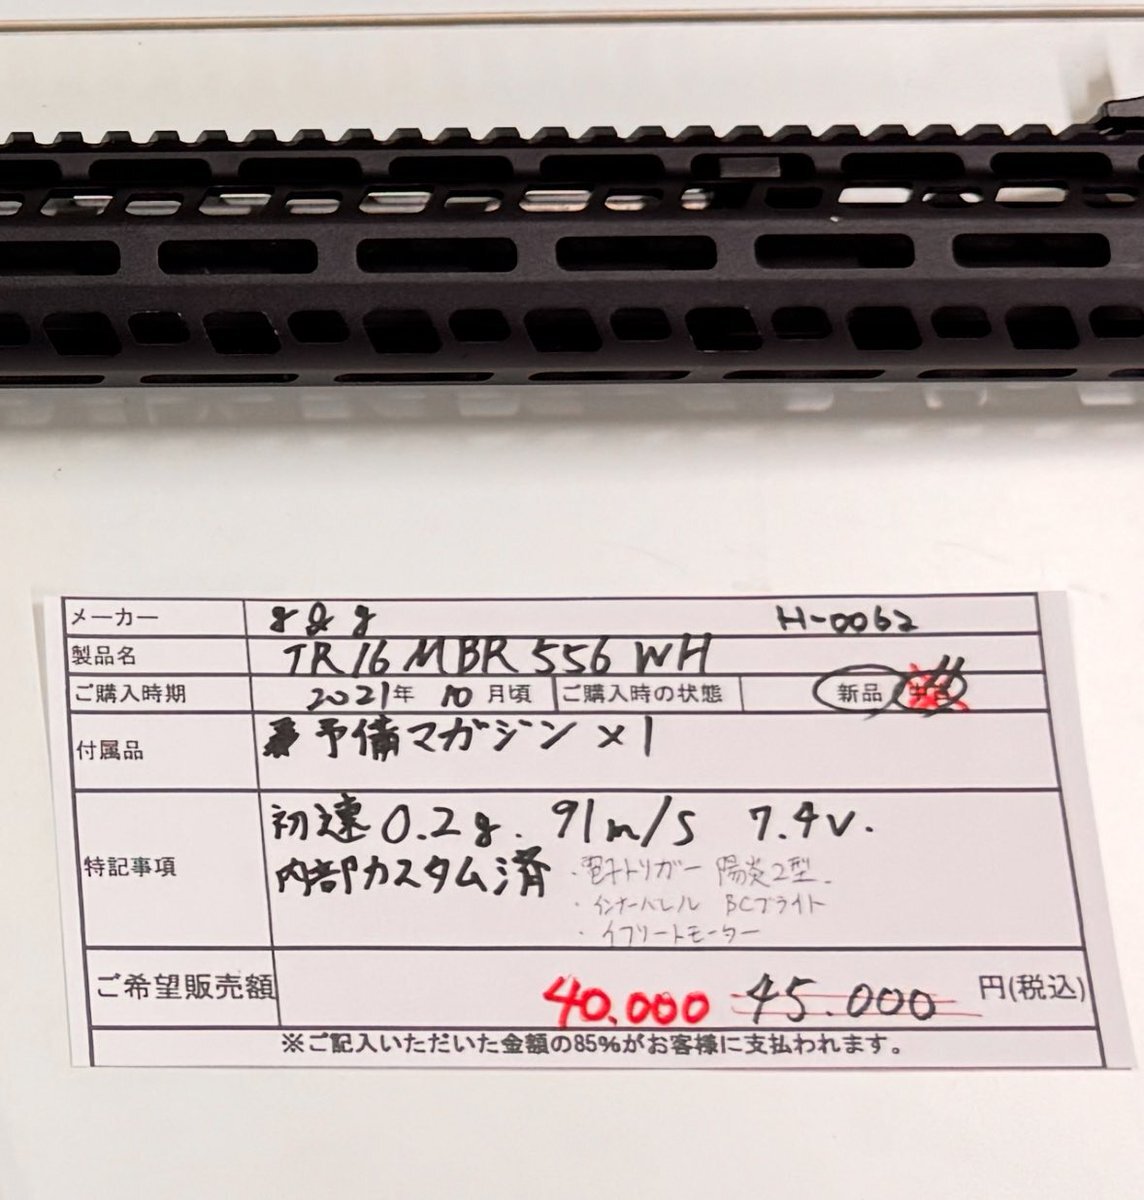 メーカー g&g H-0062
製品名 TR16 MBR 556 WH
ご購入時期 2021年 10 月頃 ご購入時の状態 新品 中古
付属品 予備マガジン×1
初速 0.2g. 91m/s 7.4v.
特記事項 内部カスタム済 ・電子トリガー 陽炎2型.
・インナーバレル BCブライト
・イフリートモーター
ご希望販売額 40.000 45.000 円(税込)
※ご記入いただいた金額の85%がお客様に支払われます。